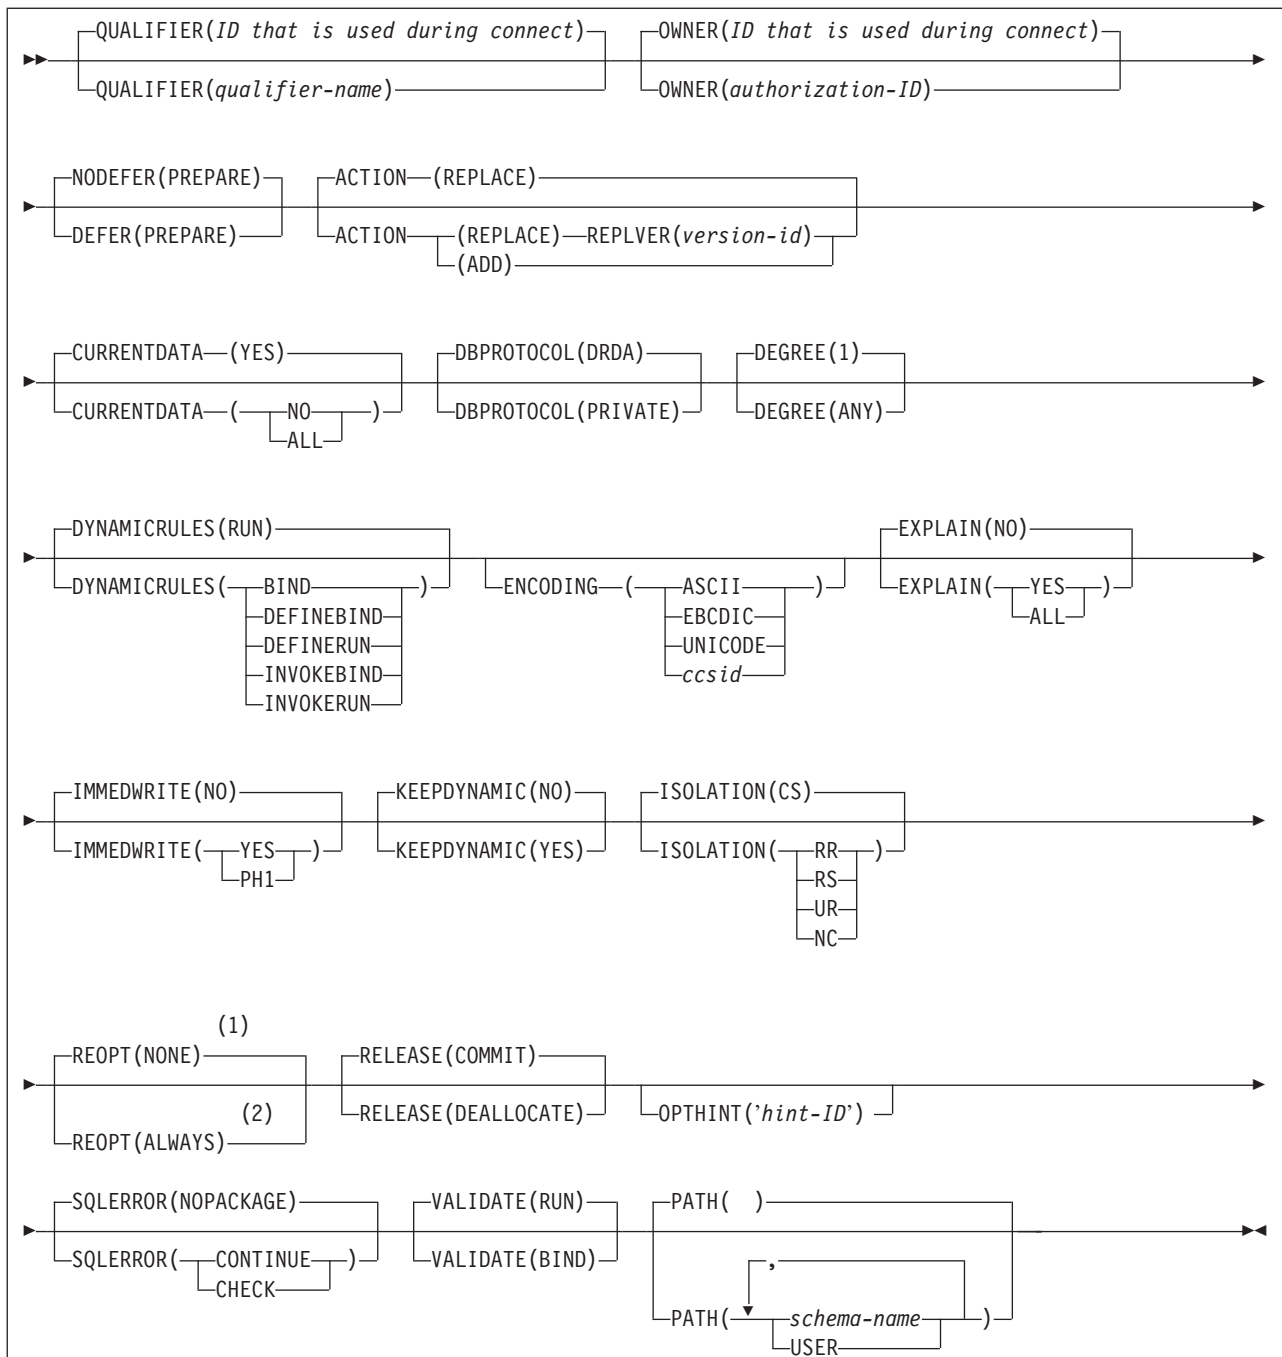 QUALIFIER(ID that is used during connect) OWNER(ID that is used during connect)
QUALIFIER(qualifier-name) OWNER(authorization-ID)
NODEFER(PREPARE) ACTION (REPLACE)
DEFER(PREPARE) ACTION (REPLACE) REPLVER(version-id)
(ADD)
CURRENTDATA (YES) DBPROTOCOL(DRDA) DEGREE(1)
CURRENTDATA ( NO ) DBPROTOCOL(PRIVATE) DEGREE(ANY)
ALL
DYNAMICRULES(RUN) EXPLAIN(NO)
DYNAMICRULES( BIND ) ENCODING ( ASCII ) EXPLAIN( YES )
DEFINEBIND EBCDIC ALL
DEFINERUN UNICODE
INVOKEBIND ccsid
INVOKERUN
IMMEDWRITE(NO) KEEPDYNAMIC(NO) ISOLATION(CS)
IMMEDWRITE( YES ) KEEPDYNAMIC(YES) ISOLATION( RR )
PH1 RS
UR
NC
(1)
REOPT(NONE) RELEASE(COMMIT)
(2) RELEASE(DEALLOCATE) OPTHINT('hint-ID')
REOPT(ALWAYS)
SQLERROR(NOPACKAGE) VALIDATE(RUN) PATH( )
SQLERROR( CONTINUE ) VALIDATE(BIND) ,
CHECK
PATH( schema-name )
USER